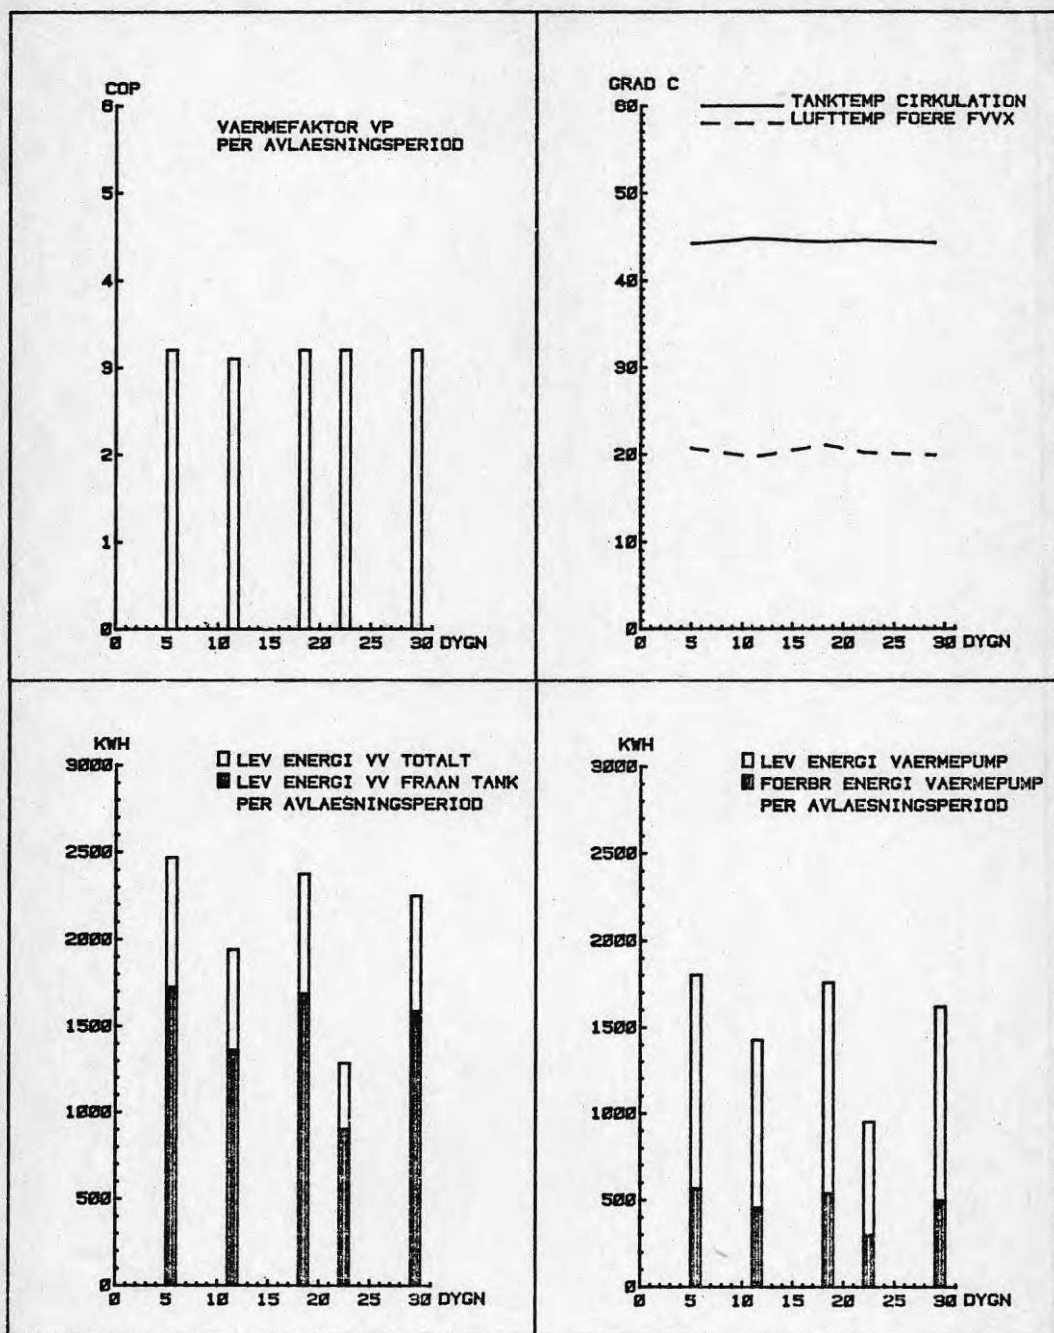 COP
6
VAERMEFAKTOR VP
PER AVLAESNINGSPERIOD
5
4
3
2
1
0
0 5 10 15 20 25 30 DYGN
GRAD C
60
TANKTEMP CIRKULATION
LUFTTEMP FOERE FVVX
50
40
30
20
10
0
0 5 10 15 20 25 30 DYGN
KWH
3000
LEV ENERGI VV TOTALT
LEV ENERGI VV FRAAN TANK
PER AVLAESNINGSPERIOD
2500
2000
1500
1000
500
0
0 5 10 15 20 25 30 DYGN
KWH
3000
LEV ENERGI VAERMEPUMP
FOERBR ENERGI VAERMEPUMP
PER AVLAESNINGSPERIOD
2500
2000
1500
1000
500
0
0 5 10 15 20 25 30 DYGN